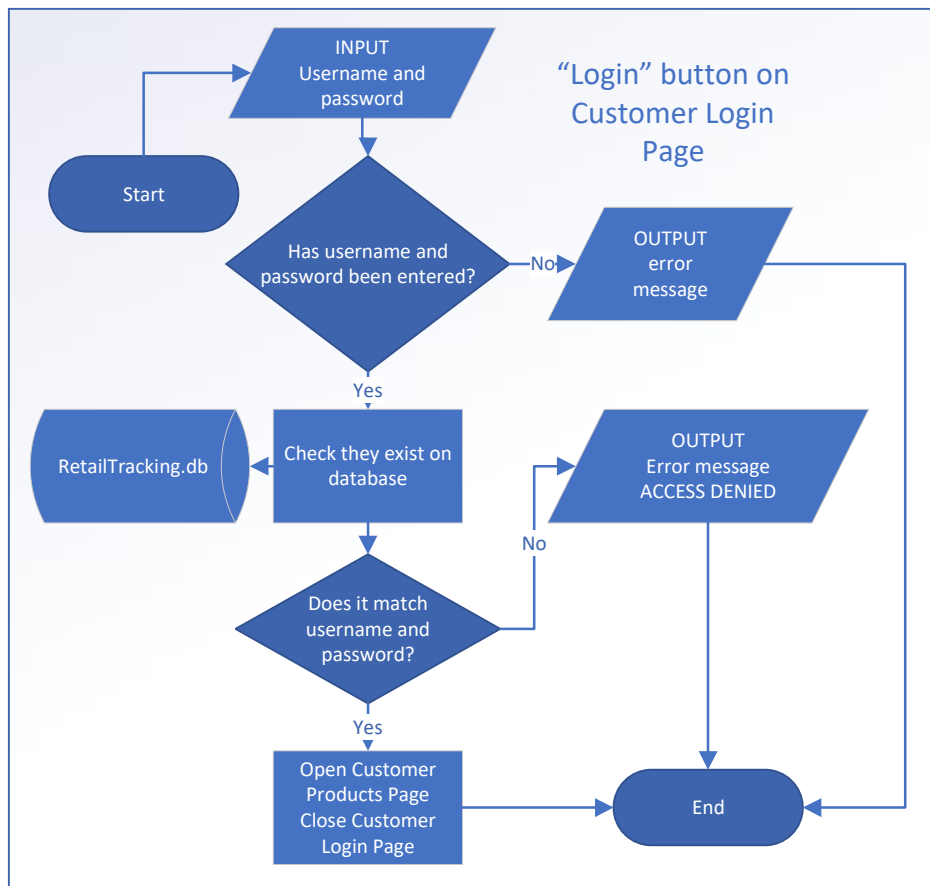 INPUT
Username and
password
“Login” button on
Customer Login
Page
Start
Has username and
password been entered?
No
OUTPUT
error
message
Yes
RetailTracking.db
Check they exist on
database
OUTPUT
Error message
ACCESS DENIED
No
Does it match
username and
password?
Yes
Open Customer
Products Page
Close Customer
Login Page
End